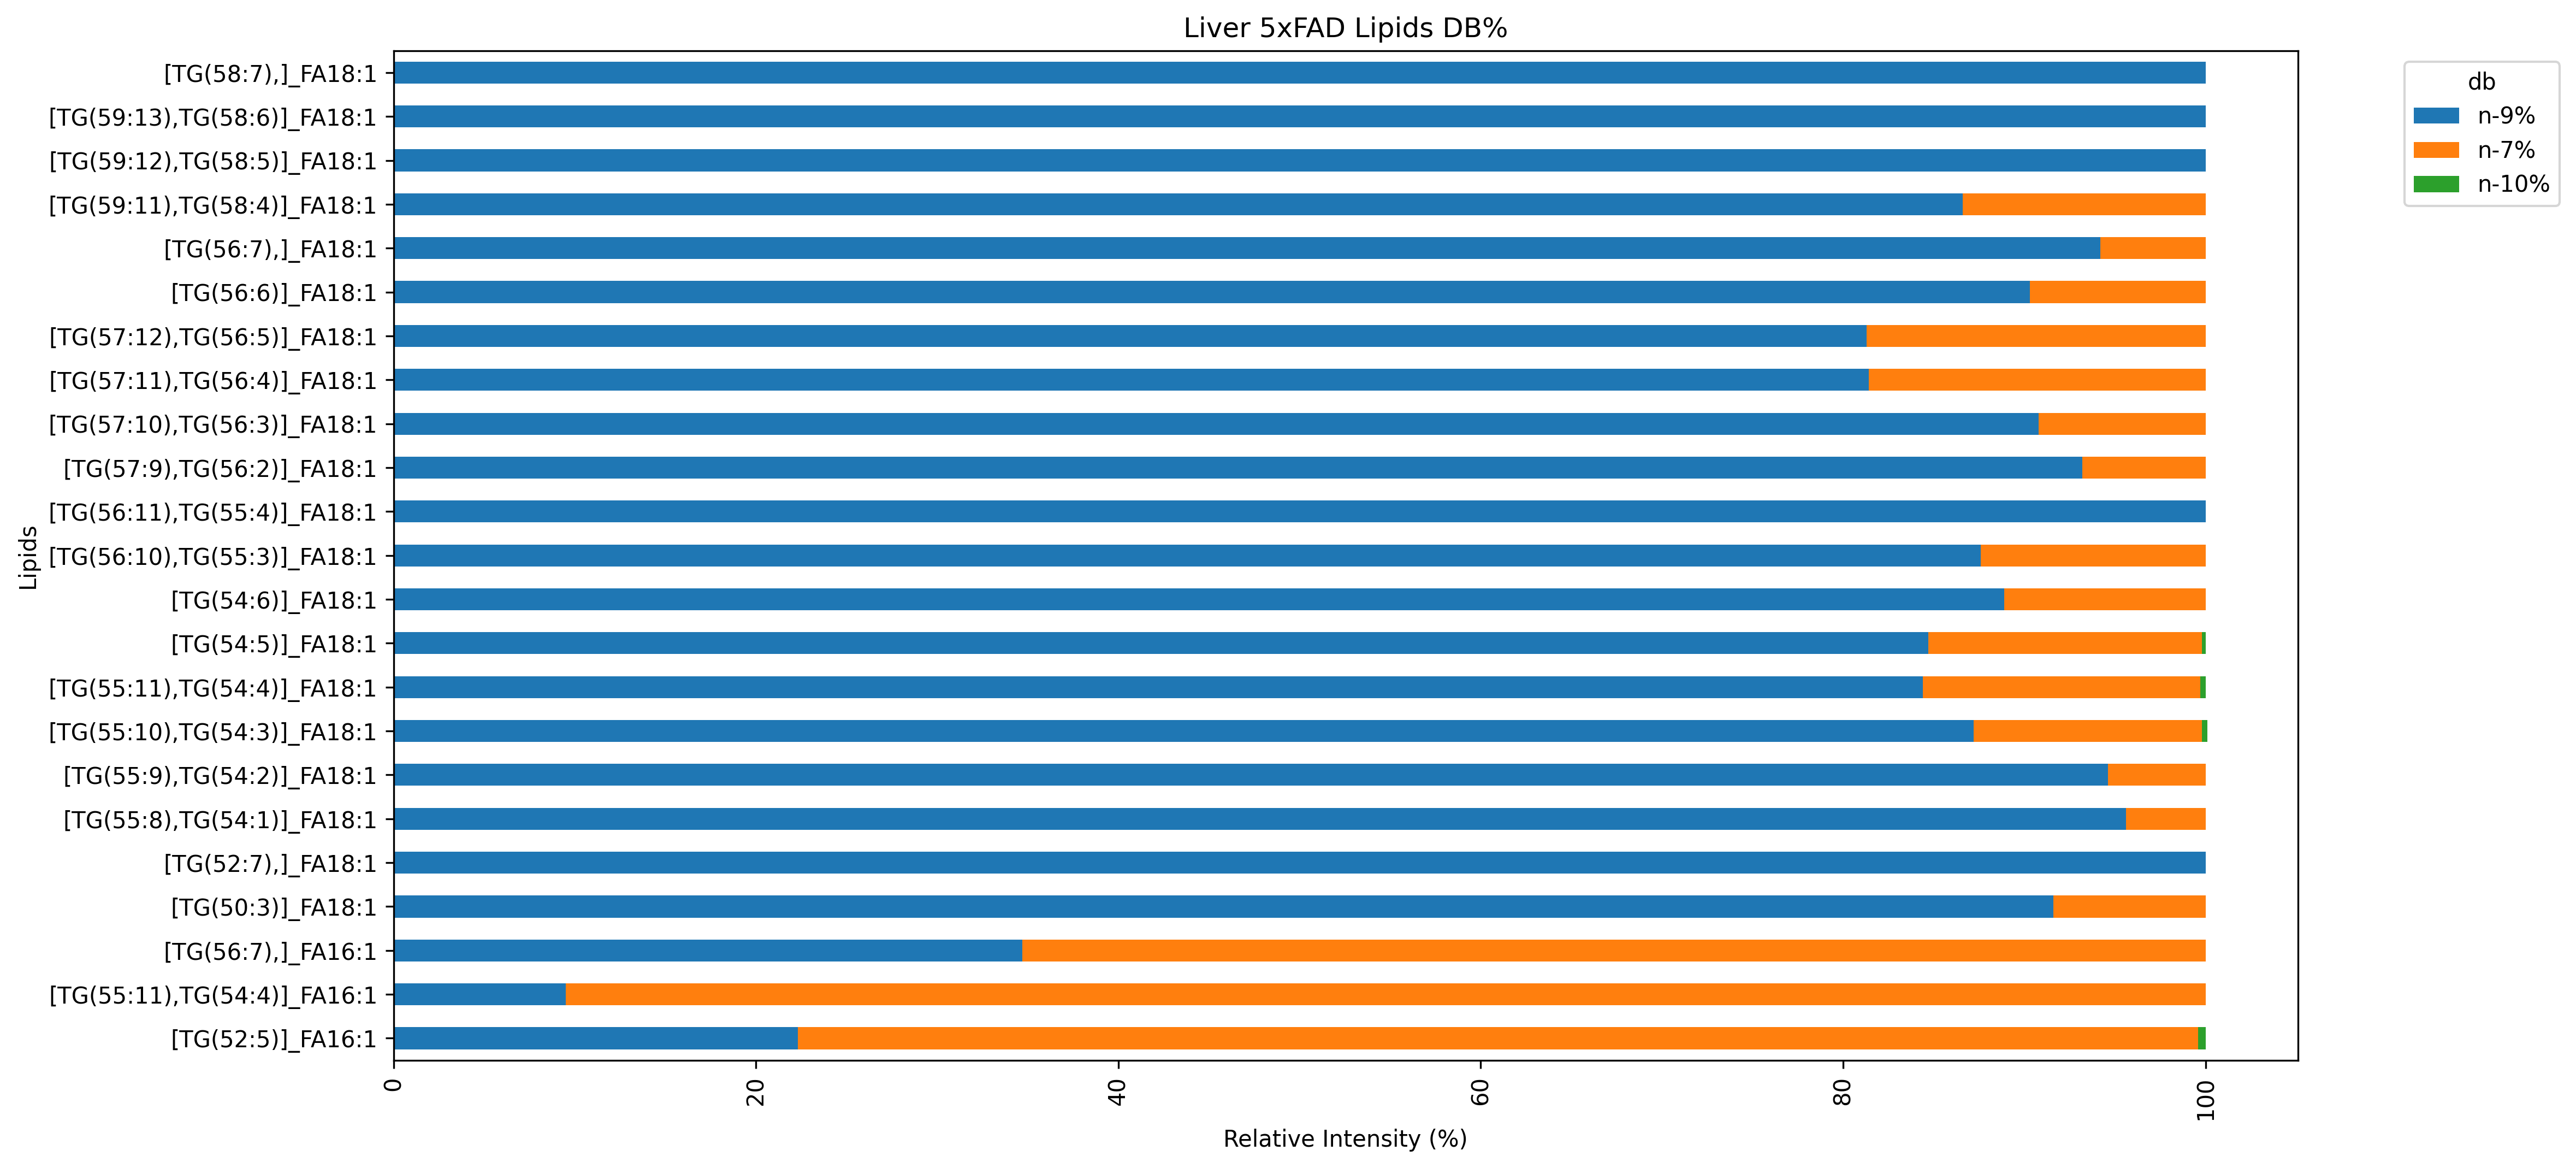 Liver 5xFAD Lipids DB%
db
n-9%
n-7%
n-10%
Lipids
[TG(58:7),]_FA18:1
[TG(59:13),TG(58:6)]_FA18:1
[TG(59:12),TG(58:5)]_FA18:1
[TG(59:11),TG(58:4)]_FA18:1
[TG(56:7),]_FA18:1
[TG(56:6)]_FA18:1
[TG(57:12),TG(56:5)]_FA18:1
[TG(57:11),TG(56:4)]_FA18:1
[TG(57:10),TG(56:3)]_FA18:1
[TG(57:9),TG(56:2)]_FA18:1
[TG(56:11),TG(55:4)]_FA18:1
[TG(56:10),TG(55:3)]_FA18:1
[TG(54:6)]_FA18:1
[TG(54:5)]_FA18:1
[TG(55:11),TG(54:4)]_FA18:1
[TG(55:10),TG(54:3)]_FA18:1
[TG(55:9),TG(54:2)]_FA18:1
[TG(55:8),TG(54:1)]_FA18:1
[TG(52:7),]_FA18:1
[TG(50:3)]_FA18:1
[TG(56:7),]_FA16:1
[TG(55:11),TG(54:4)]_FA16:1
[TG(52:5)]_FA16:1
0
20
40
60
80
100
Relative Intensity (%)